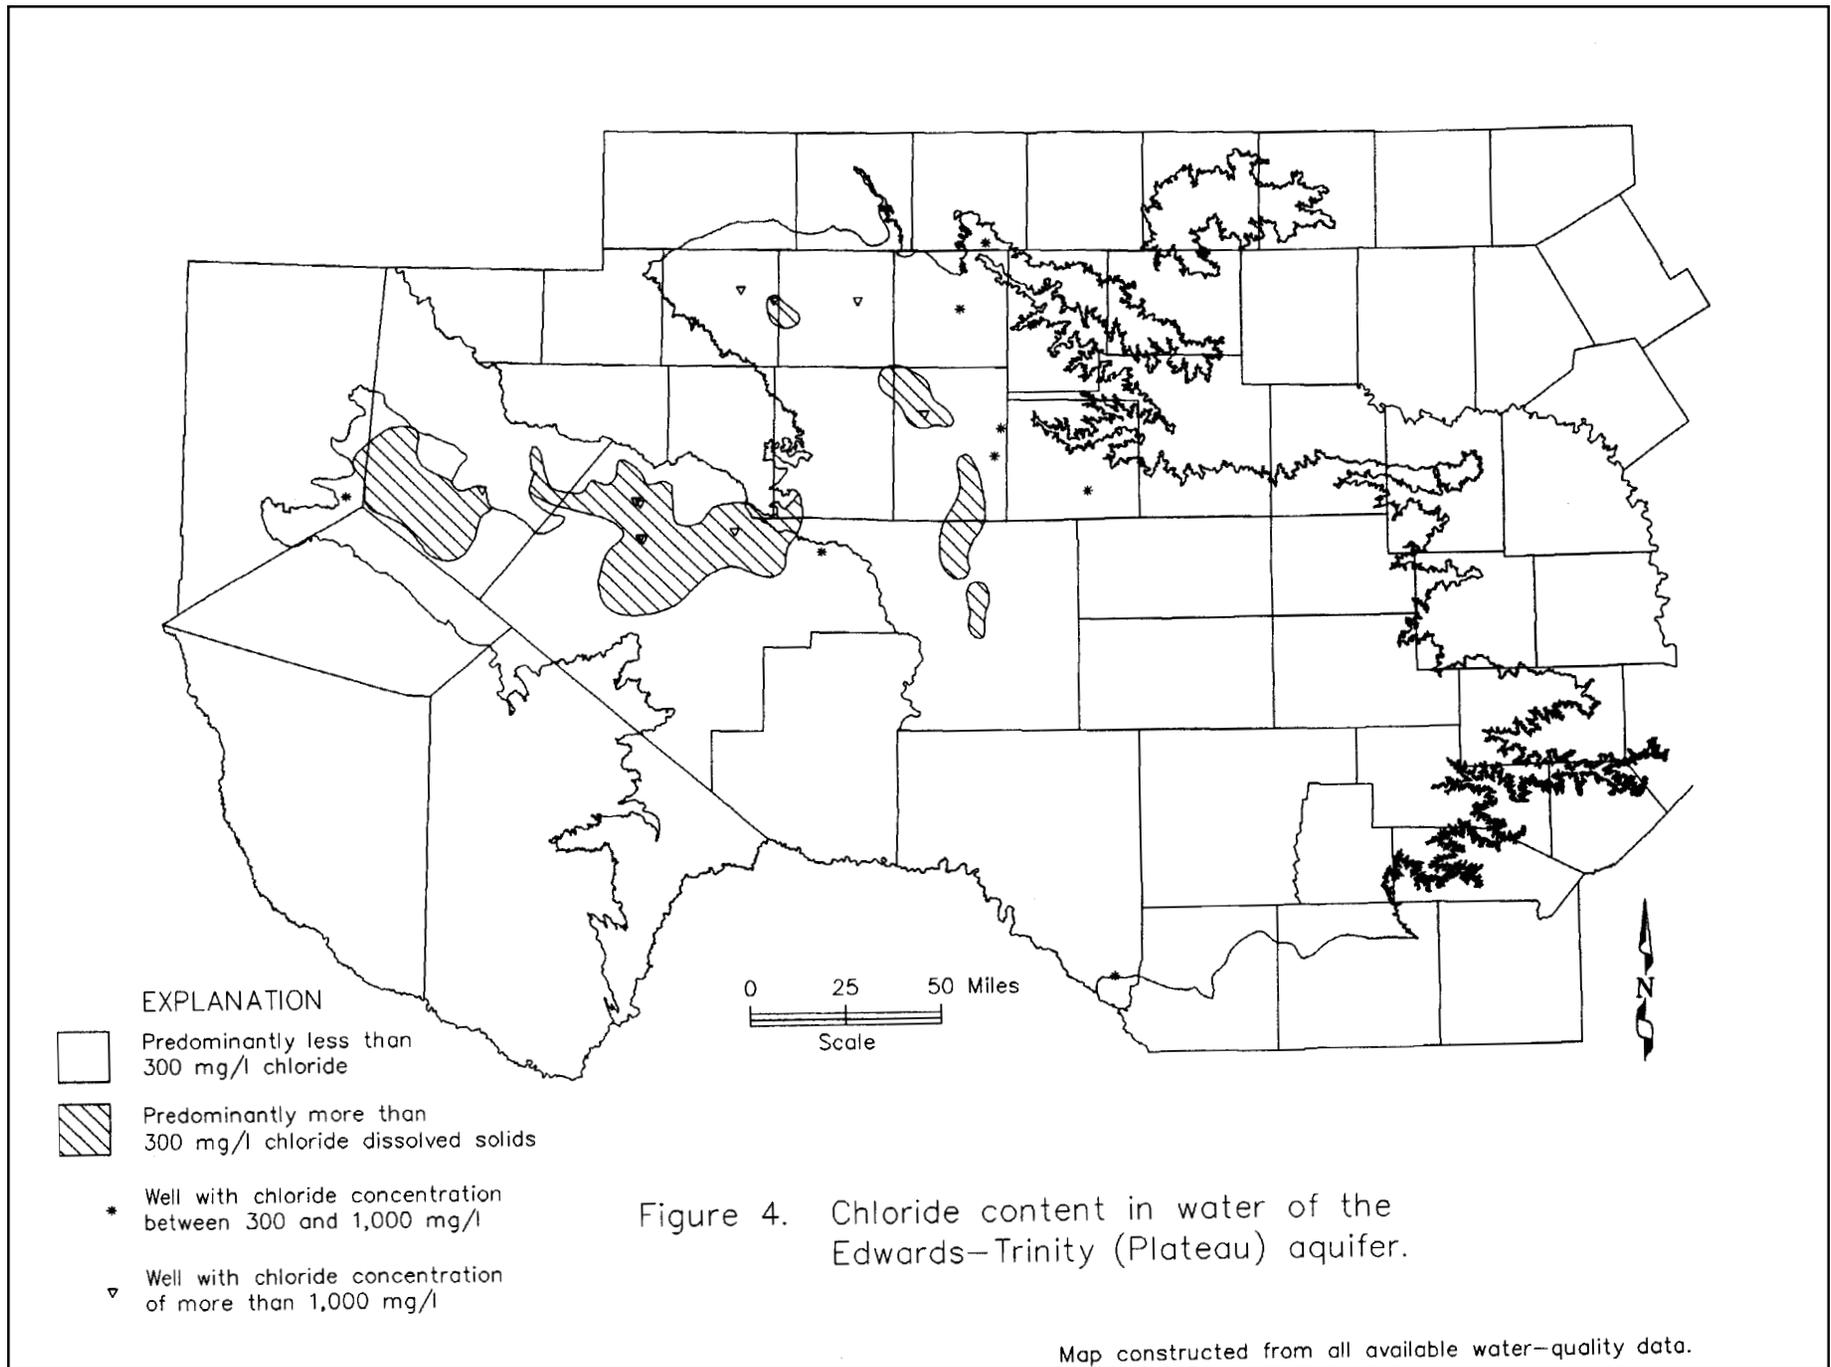 0 25 50 Miles
Scale
N
EXPLANATION
Predominantly less than
300 mg/l chloride
Predominantly more than
300 mg/l chloride dissolved solids
Well with chloride concentration
between 300 and 1,000 mg/l
Well with chloride concentration
of more than 1,000 mg/l
Figure 4. Chloride content in water of the
Edwards-Trinity (Plateau) aquifer.
Map constructed from all available water-quality data.